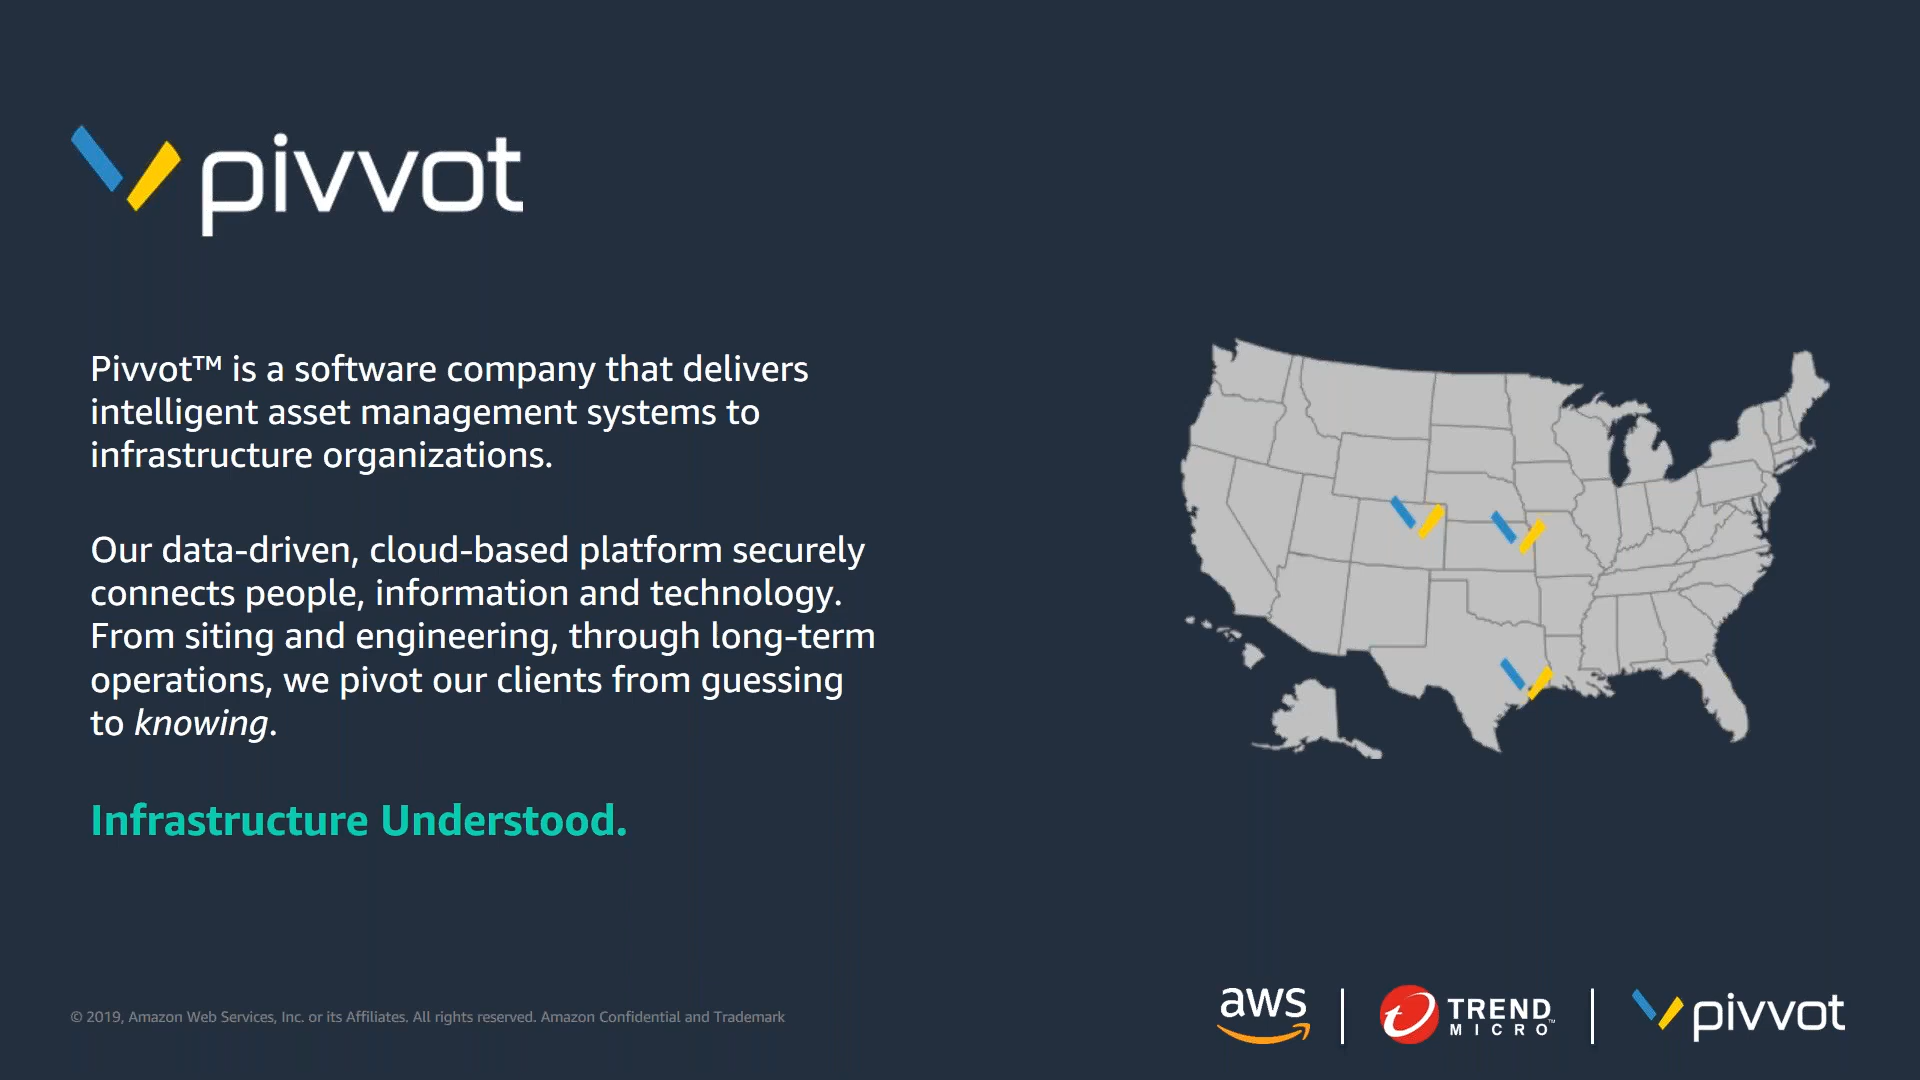 pivvot
Pivvot™ is a software company that delivers
intelligent asset management systems to
infrastructure organizations.
Our data-driven, cloud-based platform securely
connects people, information and technology.
From siting and engineering, through long-term
operations, we pivot our clients from guessing
to knowing.
Infrastructure Understood.
© 2019, Amazon Web Services, Inc. or its Affiliates. All rights reserved. Amazon Confidential and Trademark
aws
TREND
MICRO™
pivvot